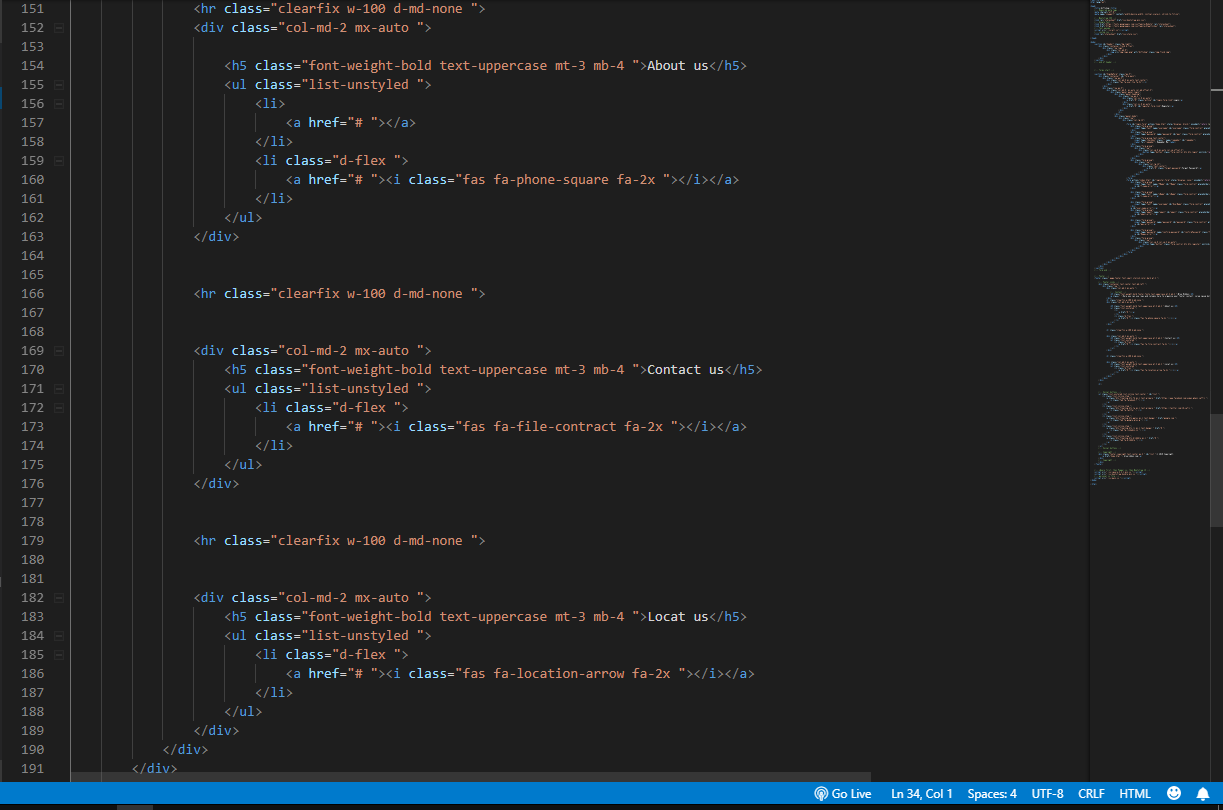 151 <hr class="clearfix w-100 d-md-none ">
152 <div class="col-md-2 mx-auto ">
153
154 <h5 class="font-weight-bold text-uppercase mt-3 mb-4 ">About us</h5>
155 <ul class="list-unstyled ">
156 <li>
157 <a href="# "></a>
158 </li>
159 <li class="d-flex ">
160 <a href="# "><i class="fas fa-phone-square fa-2x "></i></a>
161 </li>
162 </ul>
163 </div>
164
165
166 <hr class="clearfix w-100 d-md-none ">
167
168
169 <div class="col-md-2 mx-auto ">
170 <h5 class="font-weight-bold text-uppercase mt-3 mb-4 ">Contact us</h5>
171 <ul class="list-unstyled ">
172 <li class="d-flex ">
173 <a href="# "><i class="fas fa-file-contract fa-2x "></i></a>
174 </li>
175 </ul>
176 </div>
177
178
179 <hr class="clearfix w-100 d-md-none ">
180
181
182 <div class="col-md-2 mx-auto ">
183 <h5 class="font-weight-bold text-uppercase mt-3 mb-4 ">Locat us</h5>
184 <ul class="list-unstyled ">
185 <li class="d-flex ">
186 <a href="# "><i class="fas fa-location-arrow fa-2x "></i></a>
187 </li>
188 </ul>
189 </div>
190 </div>
191 </div>
Go Live Ln 34, Col 1 Spaces: 4 UTF-8 CRLF HTML